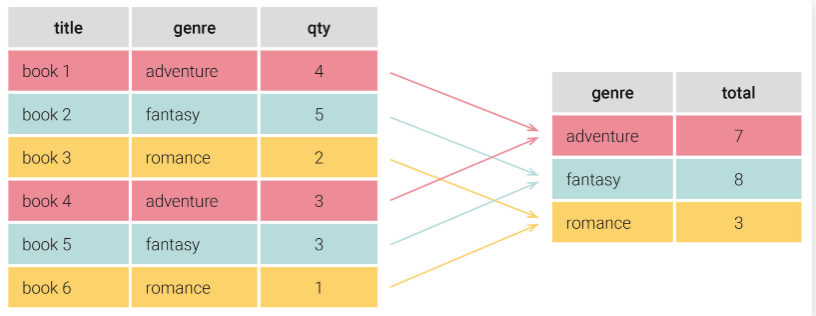 title genre qty
book 1 adventure 4
book 2 fantasy 5
book 3 romance 2
book 4 adventure 3
book 5 fantasy 3
book 6 romance 1
genre total
adventure 7
fantasy 8
romance 3